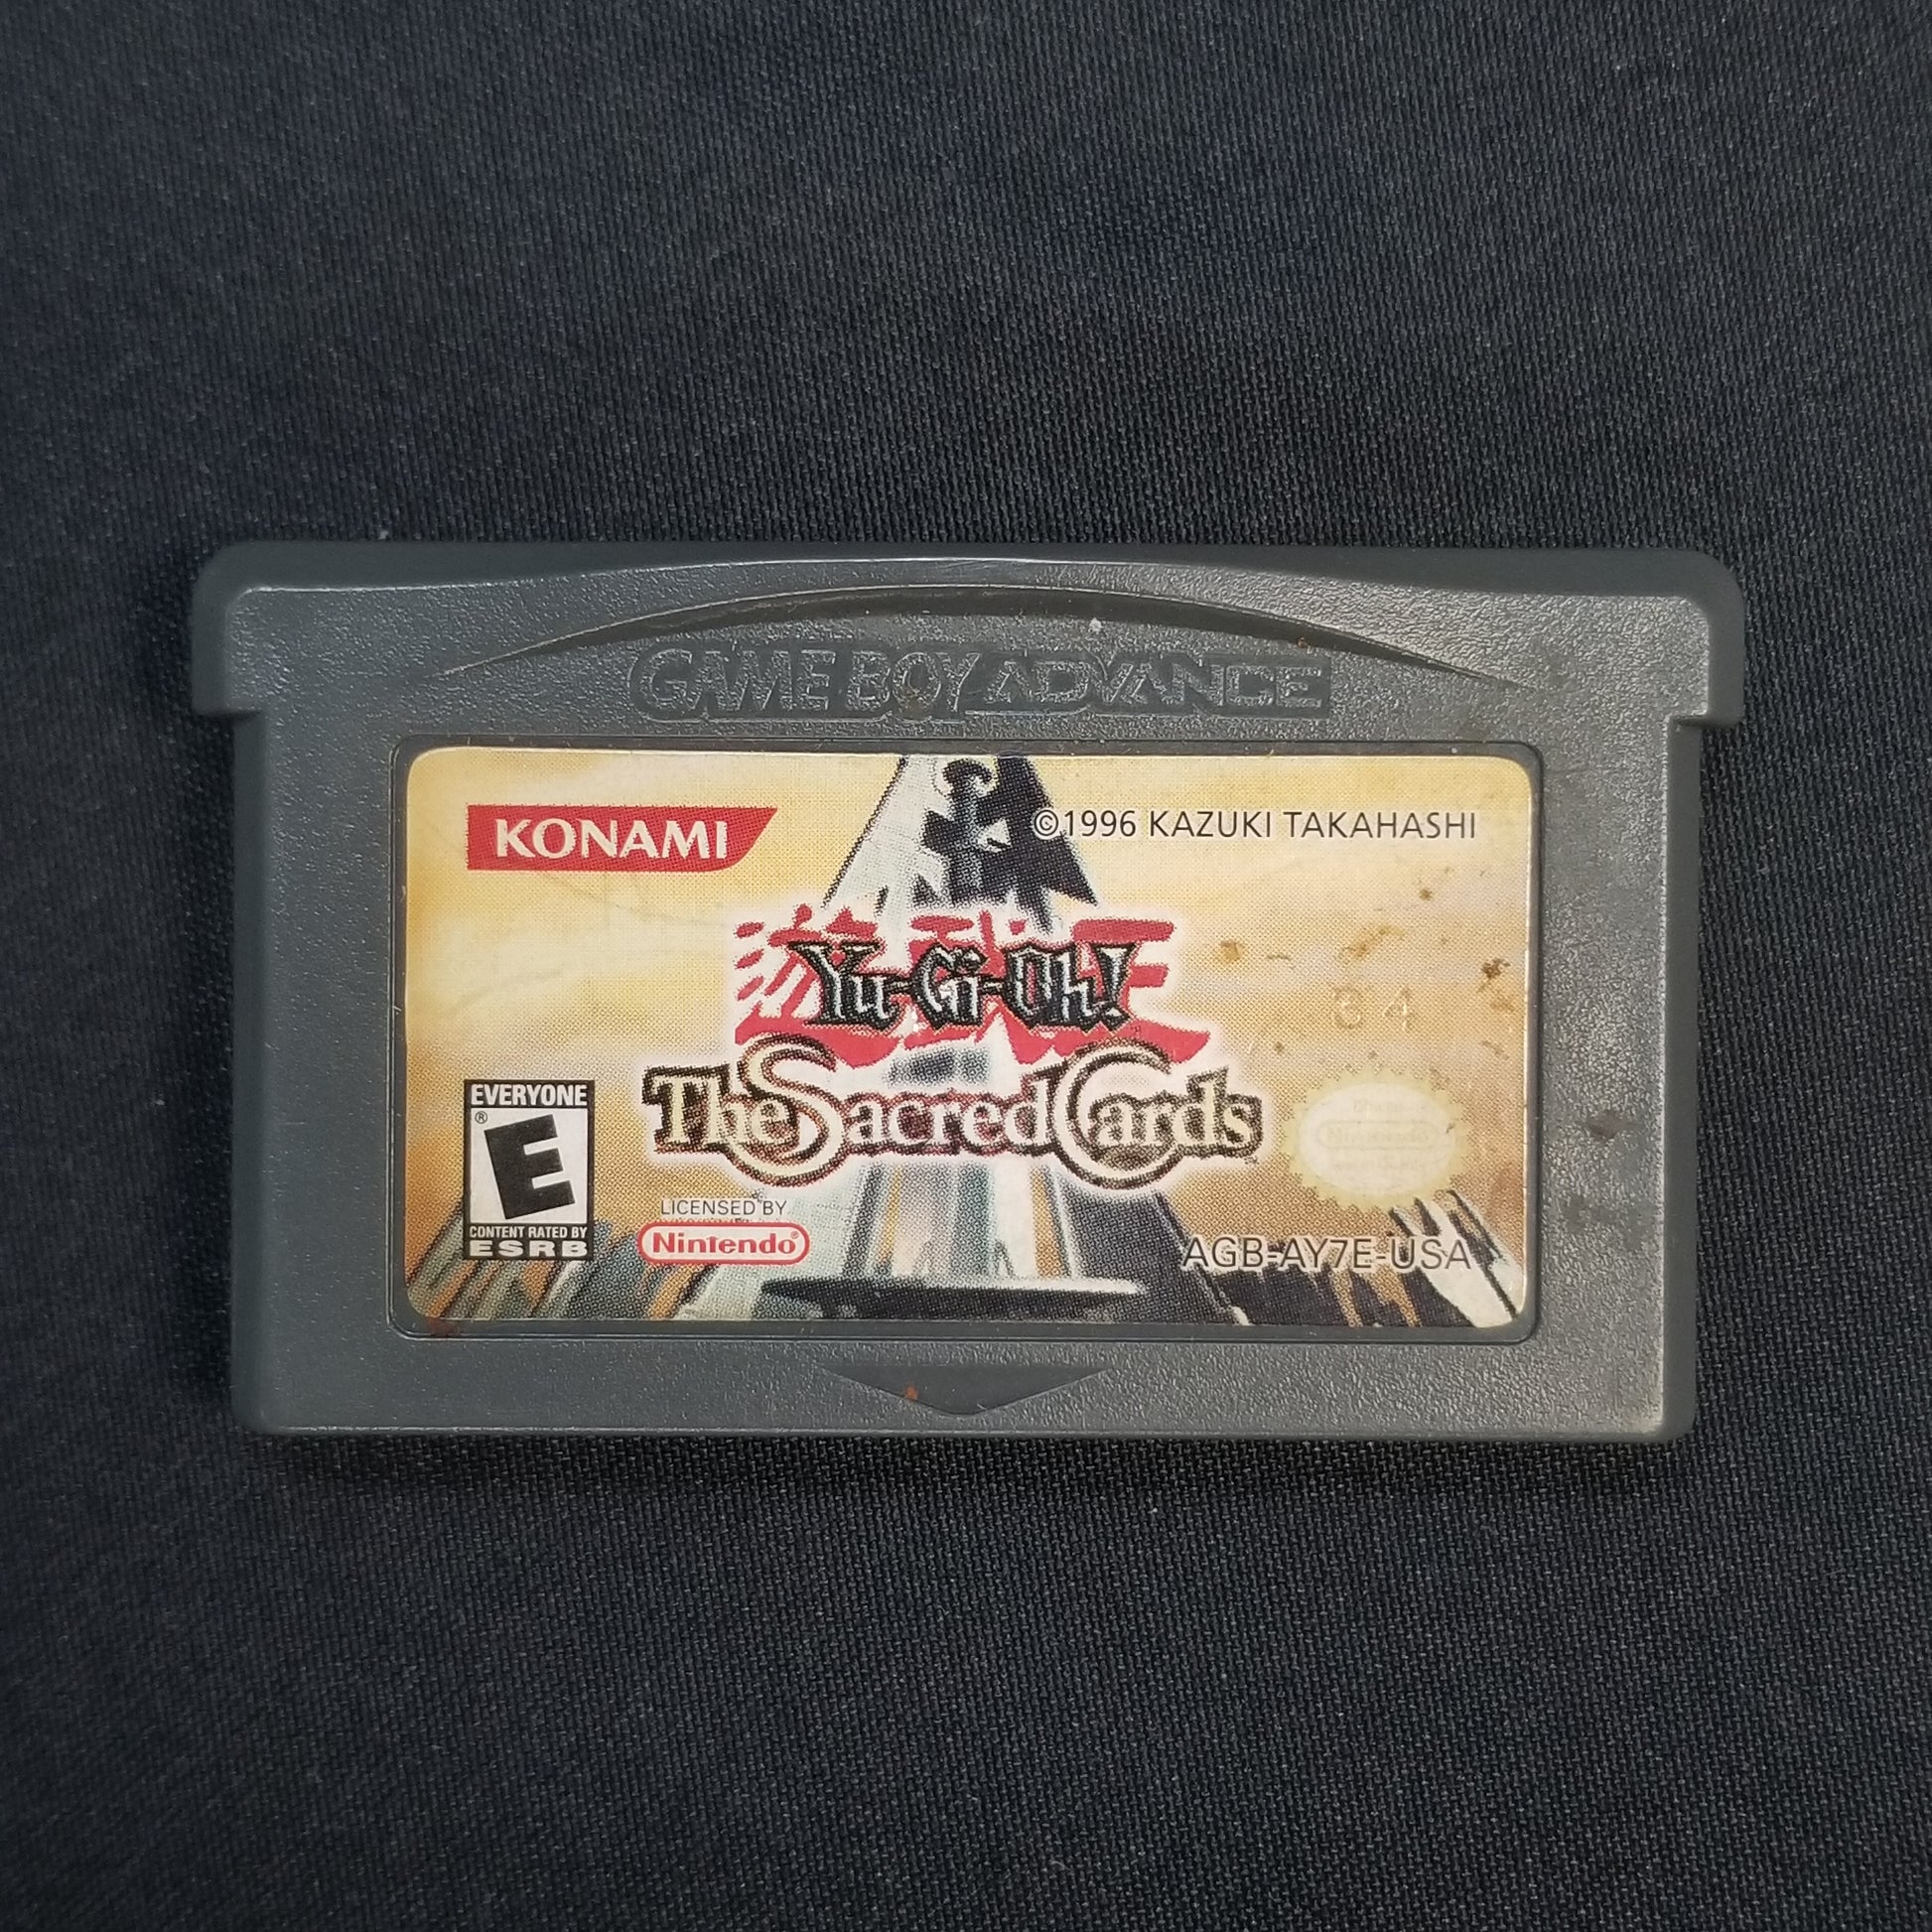 GAME BOY ADVANCE
KONAMI
©1996 KAZUKI TAKAHASHI
遊戯王
Yu-Gi-Oh!
The Sacred Cards
EVERYONE
E
®
CONTENT RATED BY
ESRB
LICENSED BY
Nintendo®
Nintendo
AGB-AY7E-USA